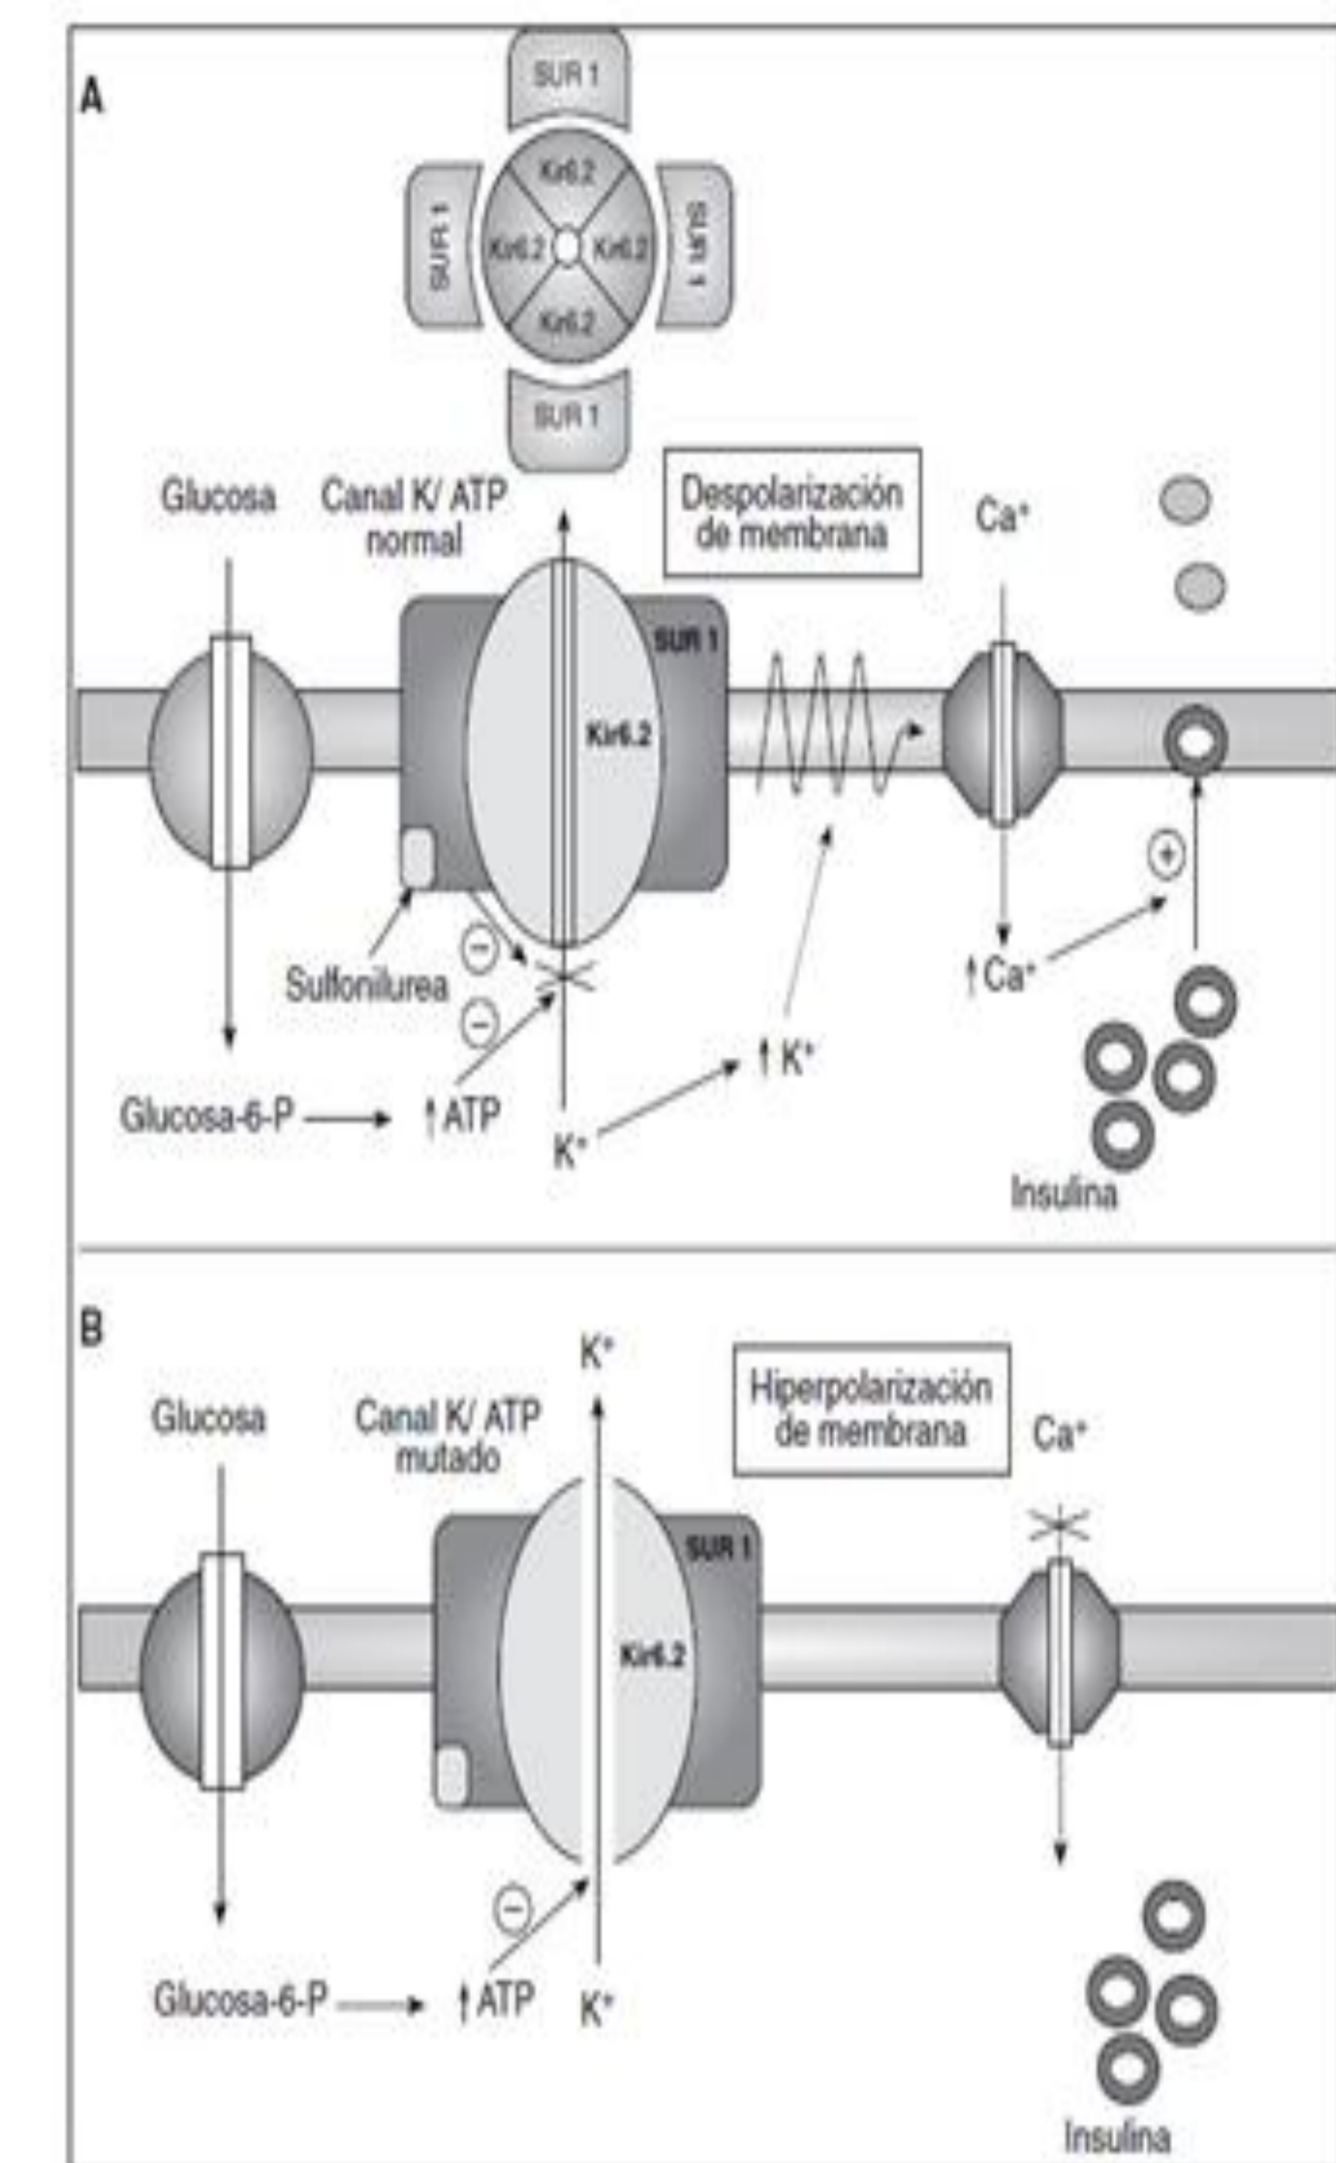 A
SUR 1
Kir6.2
SUR 1
Kir6.2
Kir6.2
SUR 1
Kir6.2
SUR 1
Glucosa
Canal K/ ATP
normal
Despolarización
de membrana
Ca⁺
SUR 1
Kir6.2
+
−
Sulfonilurea
↑Ca⁺
−
↑ K⁺
Glucosa-6-P
↑ATP
K⁺
Insulina
B
K⁺
Glucosa
Canal K/ ATP
mutado
Hiperpolarización
de membrana
Ca⁺
SUR 1
Kir6.2
−
Glucosa-6-P
↑ATP
K⁺
Insulina